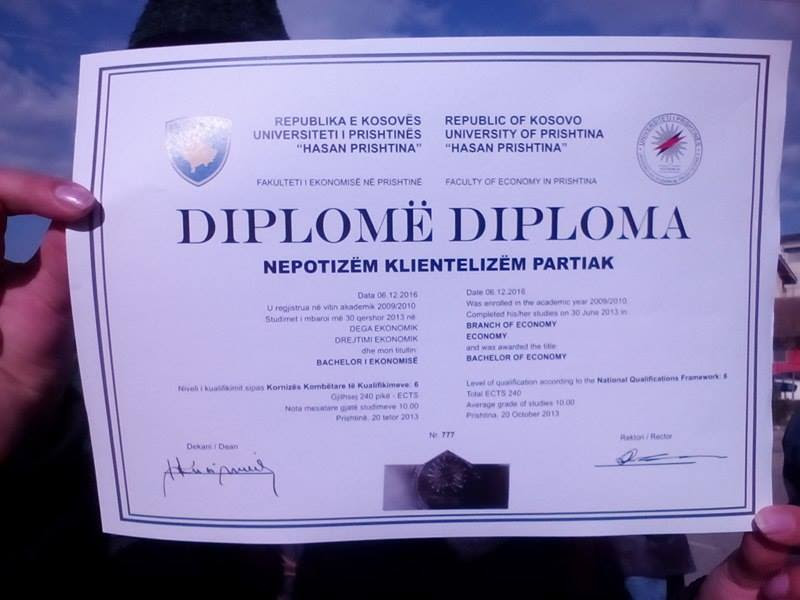 REPUBLIKA E KOSOVËS
UNIVERSITETI I PRISHTINËS
“HASAN PRISHTINA”
FAKULTETI I EKONOMISË NË PRISHTINË
REPUBLIC OF KOSOVO
UNIVERSITY OF PRISHTINA
“HASAN PRISHTINA”
FACULTY OF ECONOMY IN PRISHTINA
DIPLOMË DIPLOMA
NEPOTIZËM KLIENTELIZËM PARTIAK
Data 06.12.2016
U regjistrua në vitin akademik 2009/2010.
Studimet i mbaroi më 30 qershor 2013 në:
DEGA EKONOMIK
DREJTIMI EKONOMIK
dhe mori titullin:
BACHELOR I EKONOMISË
Niveli i kualifikimit sipas Kornizës Kombëtare të Kualifikimeve: 6
Gjithsej 240 pikë - ECTS
Nota mesatare gjatë studimeve 10.00
Prishtinë, 20 tetor 2013
Date 06.12.2016
Was enrolled in the academic year 2009/2010.
Completed his/her studies on 30 June 2013 in:
BRANCH OF ECONOMY
ECONOMY
and was awarded the title:
BACHELOR OF ECONOMY
Level of qualification according to the National Qualifications Framework: 6
Total ECTS 240
Average grade of studies 10.00
Prishtina, 20 October 2013
Nr. 777
Dekani / Dean
Rektori / Rector